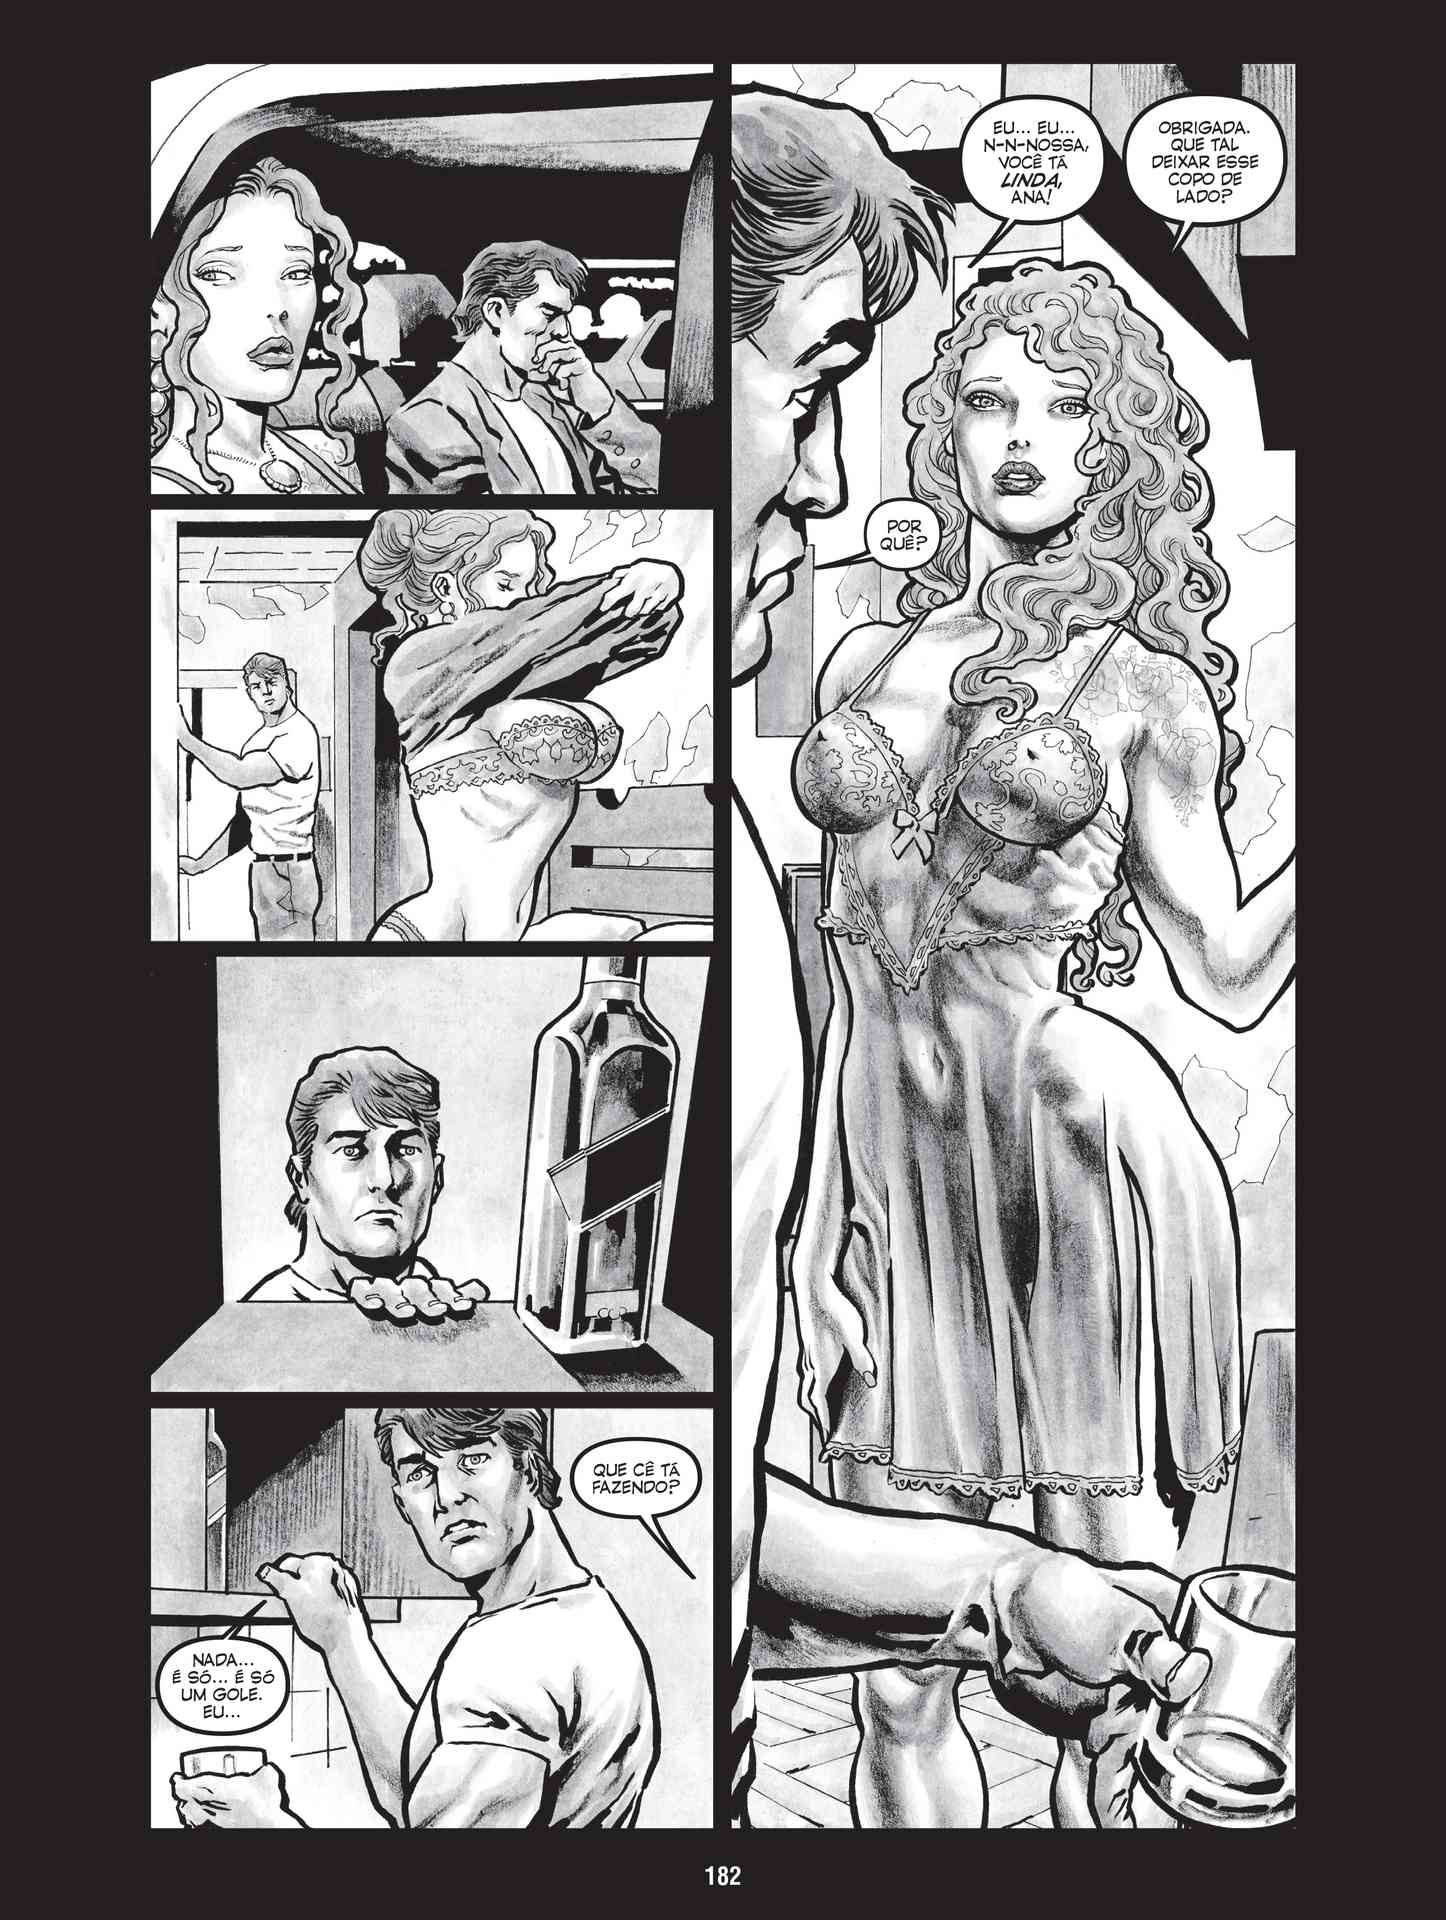 QUE CÊ TÁ
FAZENDO?
NADA...
É SÓ... É SÓ
UM GOLE.
EU...
EU... EU...
N-N-NOSSA,
VOCÊ TÁ
LINDA,
ANA!
OBRIGADA.
QUE TAL
DEIXAR ESSE
COPO DE
LADO?
POR
QUÊ?
182